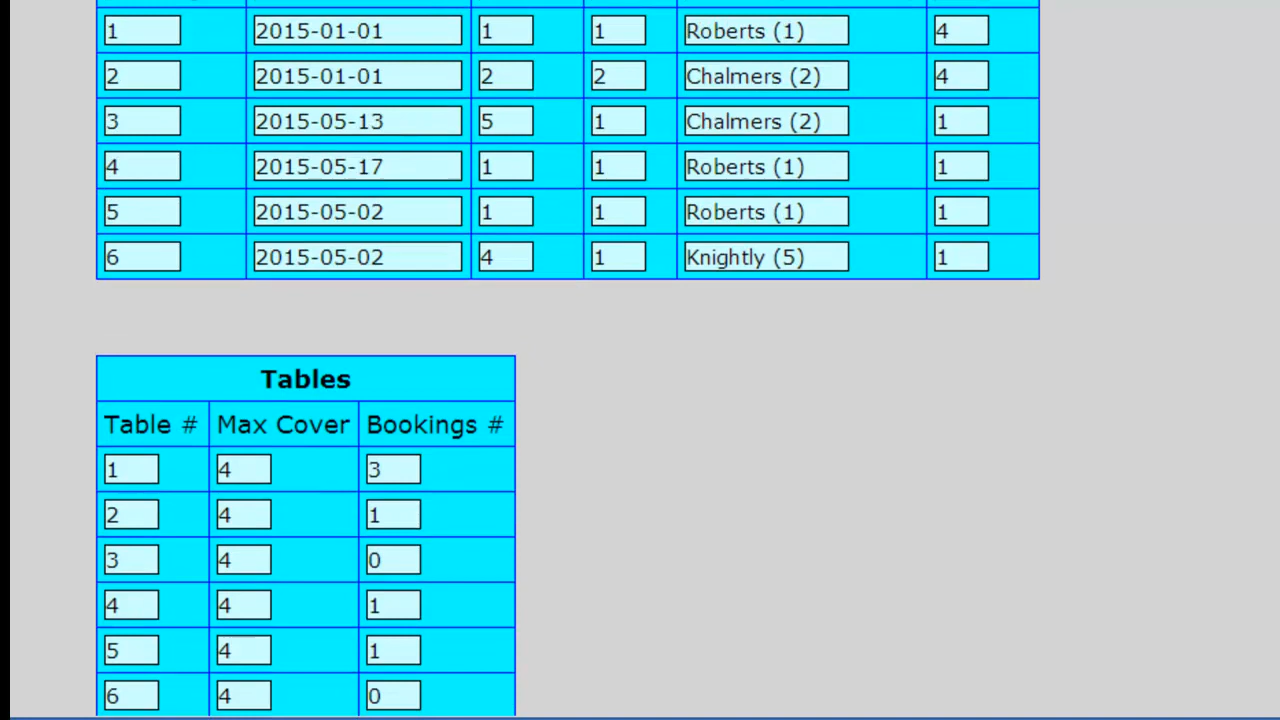 1 2015-01-01 1 1 Roberts (1) 4
2 2015-01-01 2 2 Chalmers (2) 4
3 2015-05-13 5 1 Chalmers (2) 1
4 2015-05-17 1 1 Roberts (1) 1
5 2015-05-02 1 1 Roberts (1) 1
6 2015-05-02 4 1 Knightly (5) 1
Tables
Table # Max Cover Bookings #
1 4 3
2 4 1
3 4 0
4 4 1
5 4 1
6 4 0